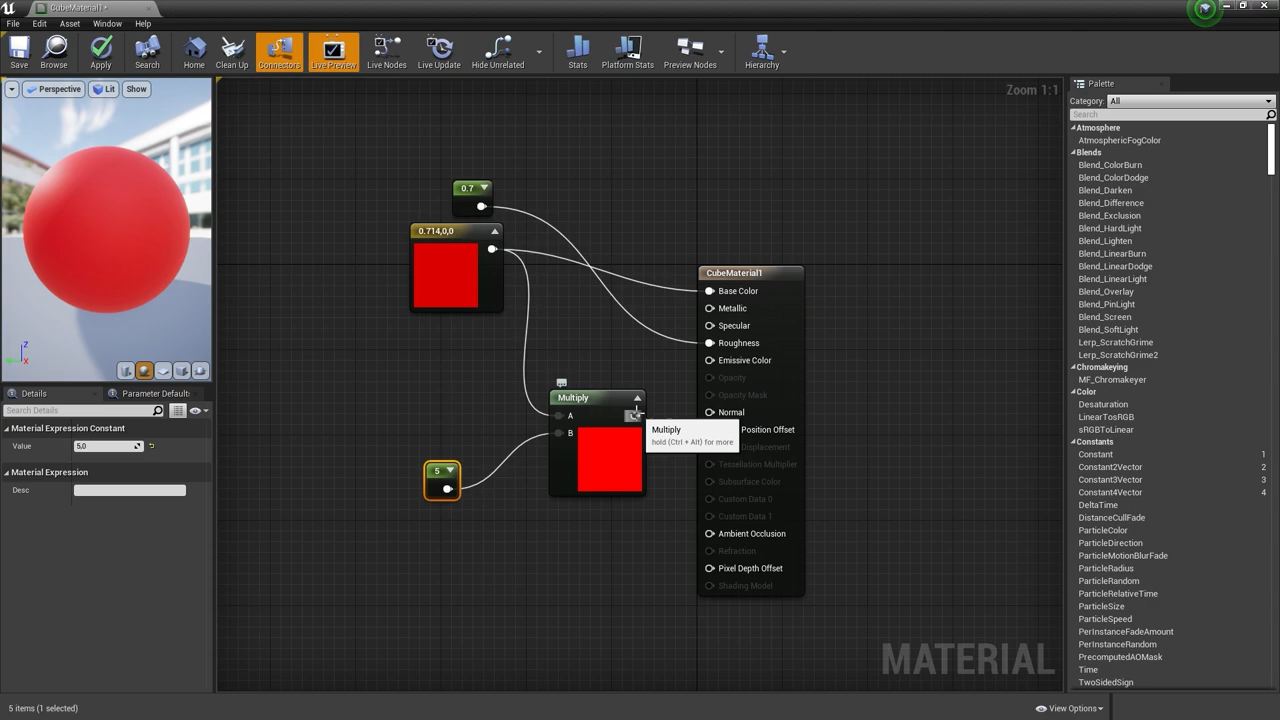 CubeMaterial1*
File Edit Asset Window Help
Save Browse Apply Search Home Clean Up Connectors Live Preview Live Nodes Live Update Hide Unrelated Stats Platform Stats Preview Nodes Hierarchy
Perspective Lit Show
Z
X
Details Parameter Default:
Search Details
Material Expression Constant
Value 5.0
Material Expression
Desc
Zoom 1:1
0.7
0.714,0,0
Multiply
A
B
5
Multiply
hold (Ctrl + Alt) for more
CubeMaterial1
Base Color
Metallic
Specular
Roughness
Emissive Color
Opacity
Opacity Mask
Normal
Position Offset
Displacement
Tessellation Multiplier
Subsurface Color
Custom Data 0
Custom Data 1
Ambient Occlusion
Refraction
Pixel Depth Offset
Shading Model
MATERIAL
Palette
Category: All
Search
Atmosphere
AtmosphericFogColor
Blends
Blend_ColorBurn
Blend_ColorDodge
Blend_Darken
Blend_Difference
Blend_Exclusion
Blend_HardLight
Blend_Lighten
Blend_LinearBurn
Blend_LinearDodge
Blend_LinearLight
Blend_Overlay
Blend_PinLight
Blend_Screen
Blend_SoftLight
Lerp_ScratchGrime
Lerp_ScratchGrime2
Chromakeying
MF_Chromakeyer
Color
Desaturation
LinearTosRGB
sRGBToLinear
Constants
Constant 1
Constant2Vector 2
Constant3Vector 3
Constant4Vector 4
DeltaTime
DistanceCullFade
ParticleColor
ParticleDirection
ParticleMotionBlurFade
ParticleRadius
ParticleRandom
ParticleRelativeTime
ParticleSize
ParticleSpeed
PerInstanceFadeAmount
PerInstanceRandom
PrecomputedAOMask
Time
TwoSidedSign
5 items (1 selected)
View Options